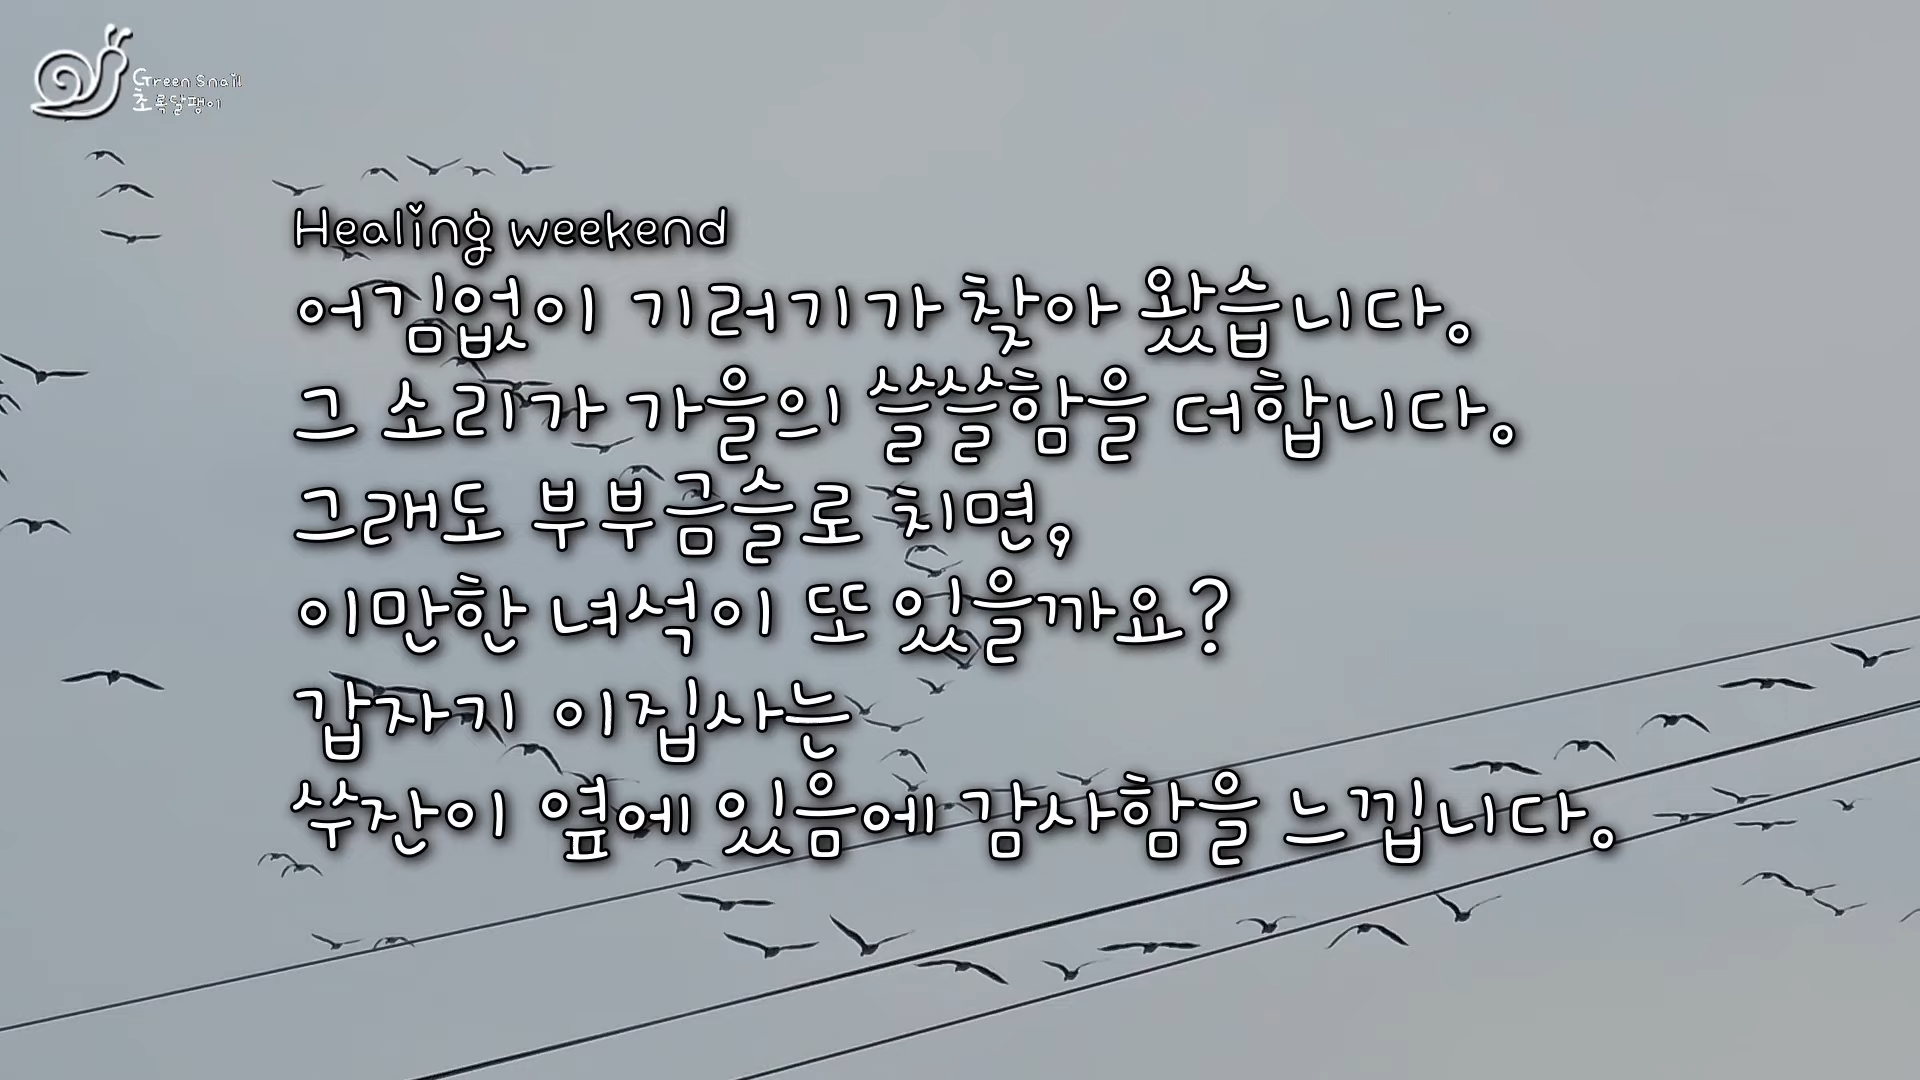 Green Snail
초록달팽이
Healing weekend
어김없이 기러기가 찾아 왔습니다.
그 소리가 가을의 쓸쓸함을 더합니다.
그래도 부부금슬로 치면,
이만한 녀석이 또 있을까요?
갑자기 이집사는
쑤잔이 옆에 있음에 감사함을 느낍니다.